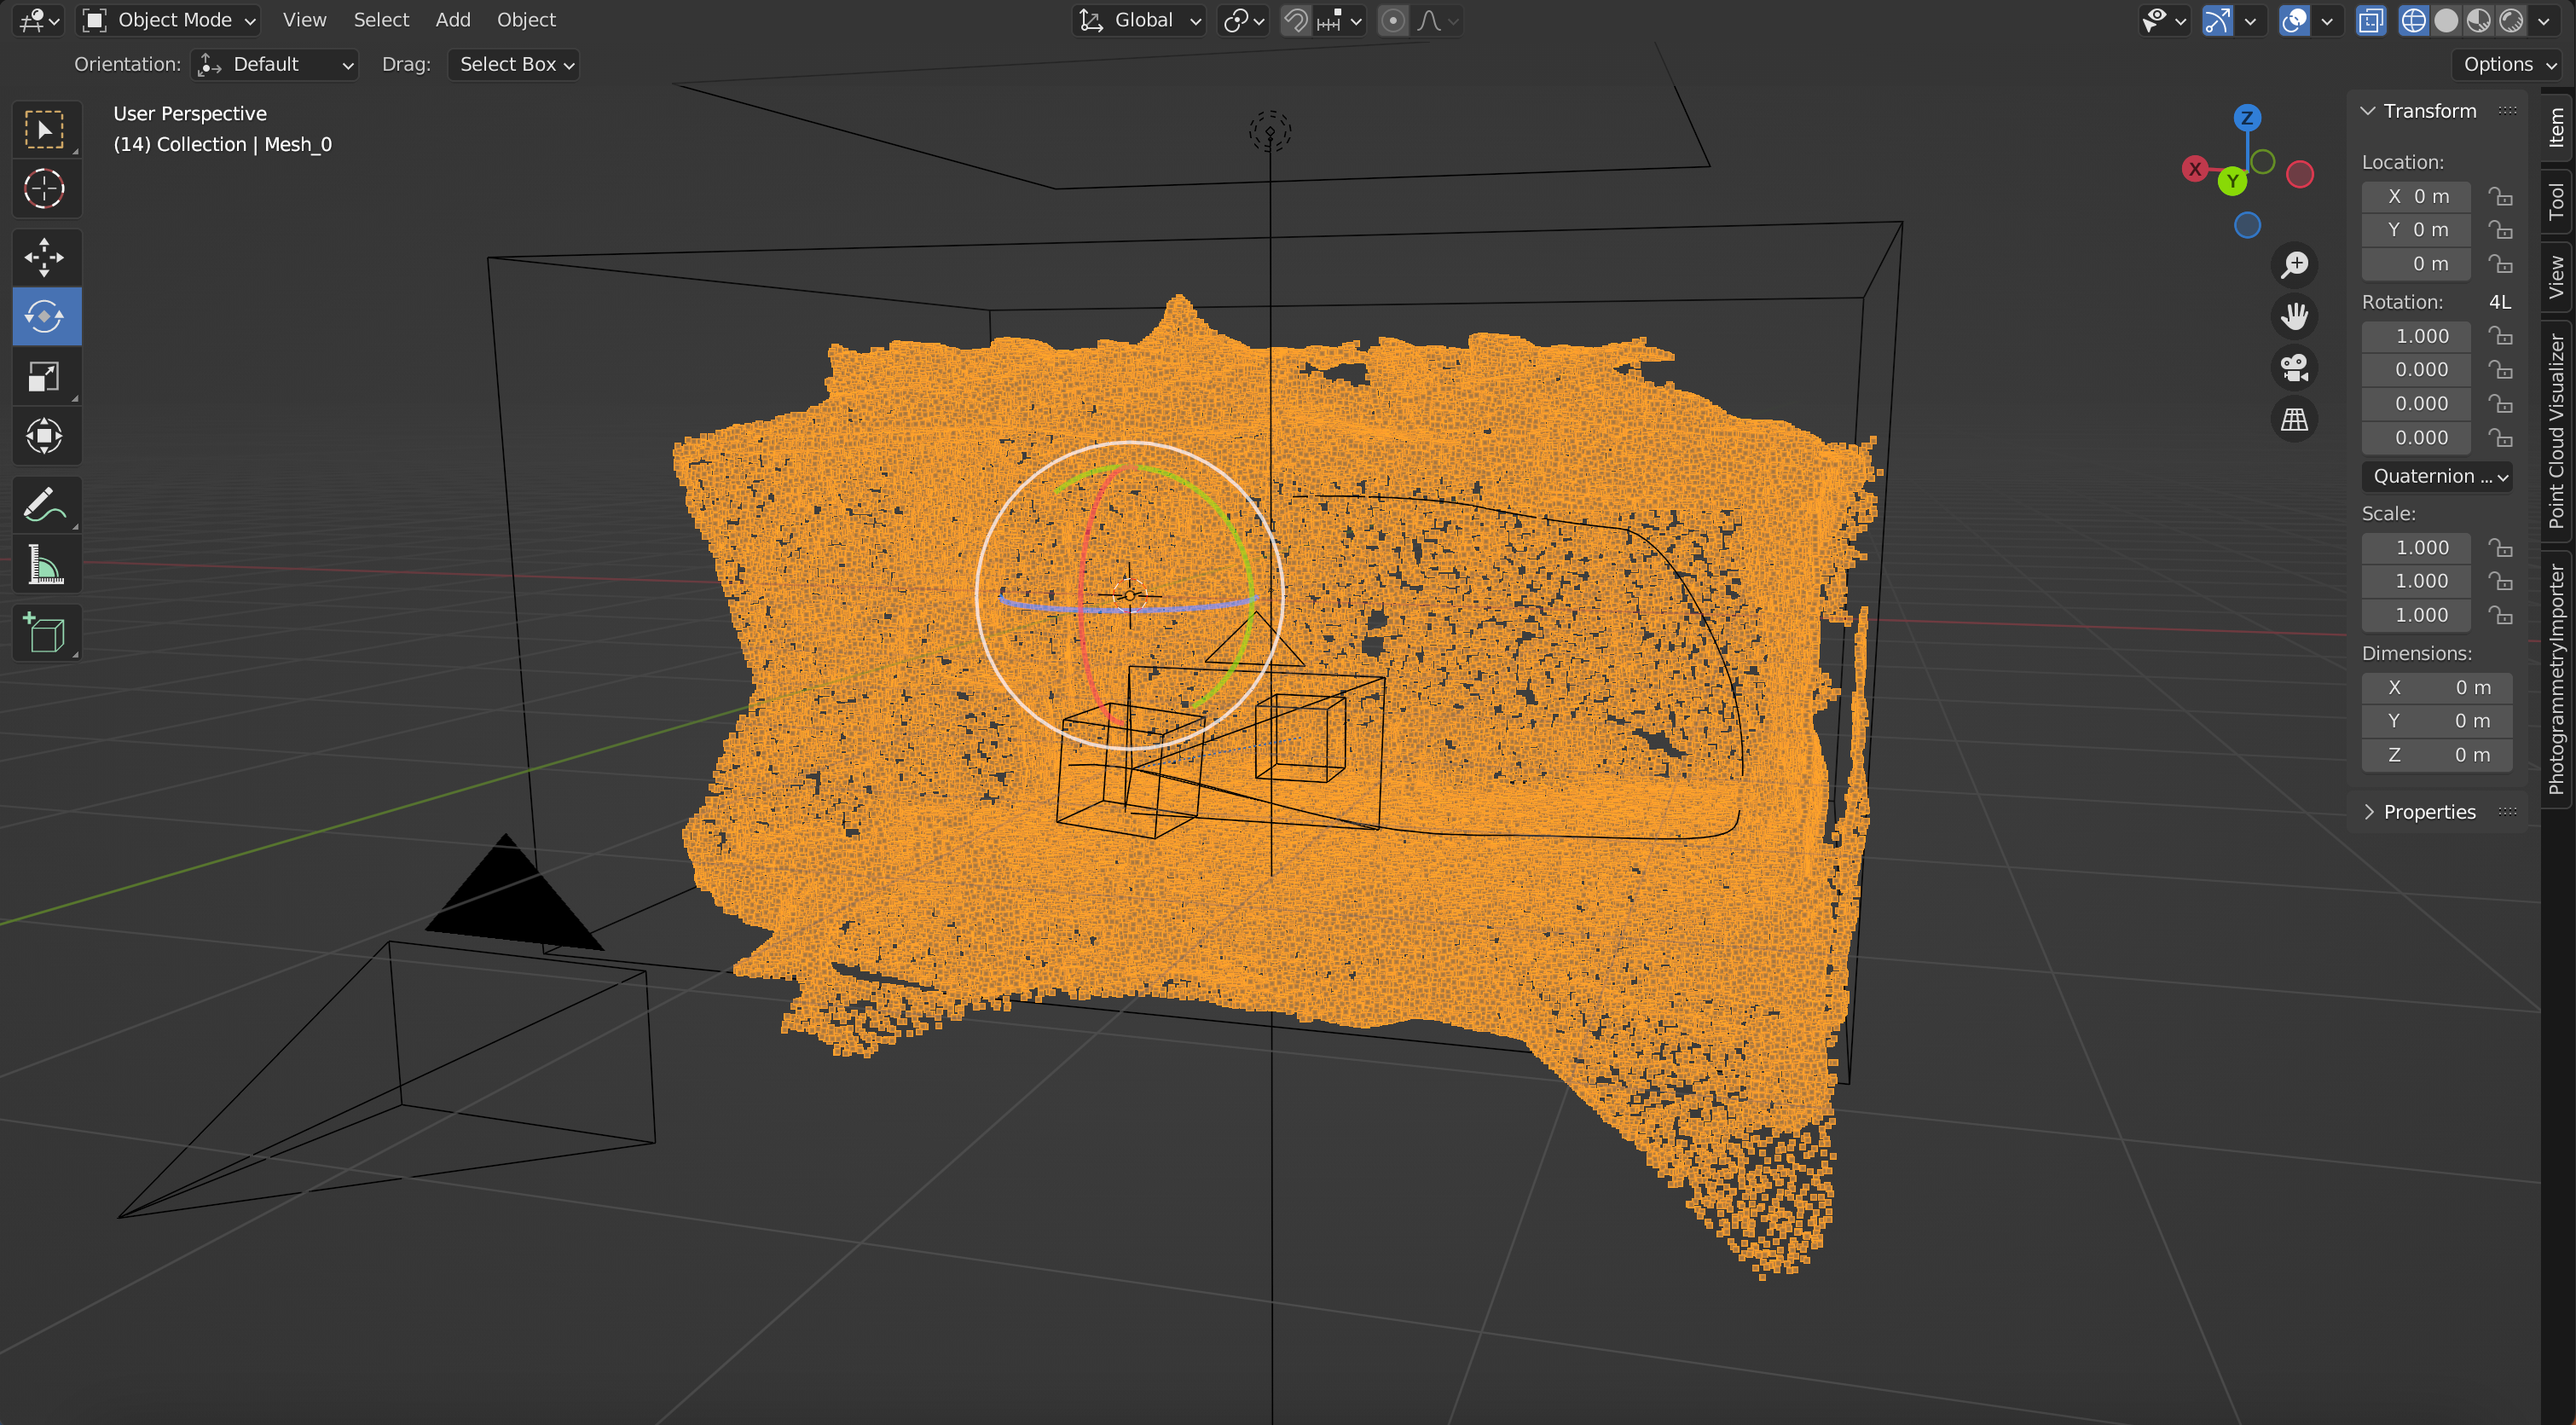 Object Mode View Select Add Object Global
Orientation: Default Drag: Select Box Options
User Perspective
(14) Collection | Mesh_0
Z
X
Y
Transform
Location:
X 0 m
Y 0 m
0 m
Rotation: 4L
1.000
0.000
0.000
0.000
Quaternion ...
Scale:
1.000
1.000
1.000
Dimensions:
X 0 m
Y 0 m
Z 0 m
Properties
Item
Tool
View
Point Cloud Visualizer
PhotogrammetryImporter